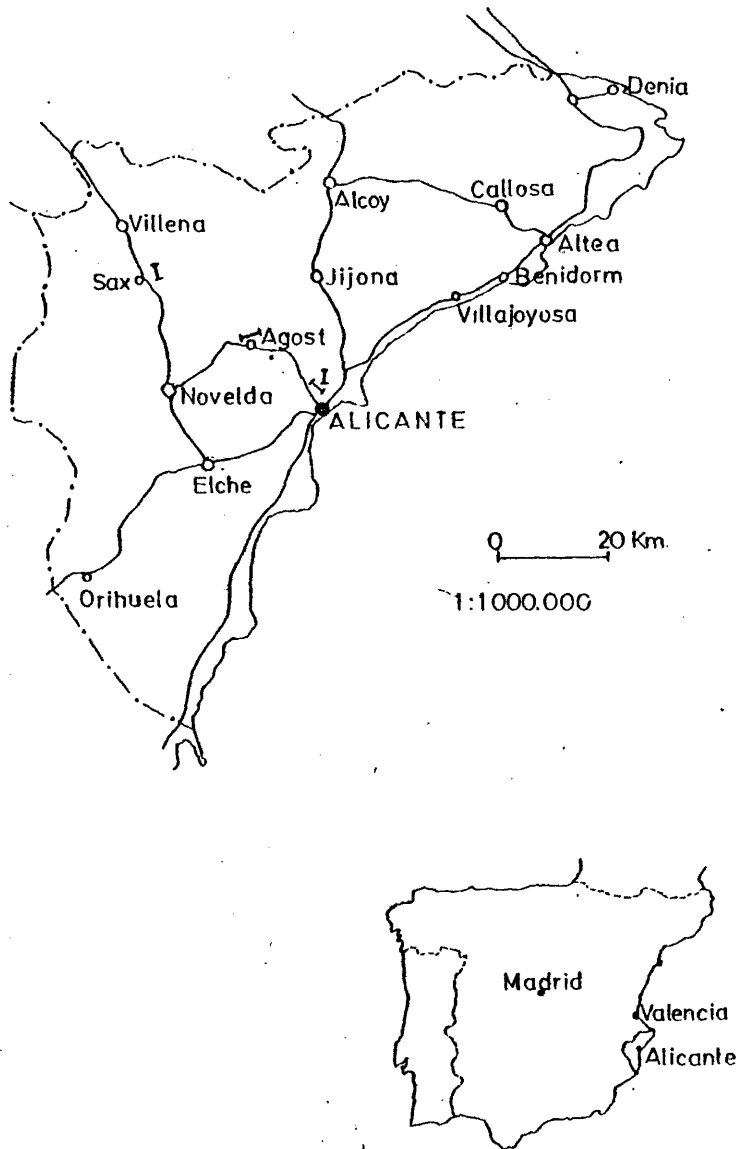 Denia
Alcoy
Callosa
Villena
Altea
Sax I
Jijona
Benidorm
Villajoyosa
Agost
I
Novelda
ALICANTE
Elche
0 20 Km.
Orihuela
1:1000.000
Madrid
Valencia
Alicante